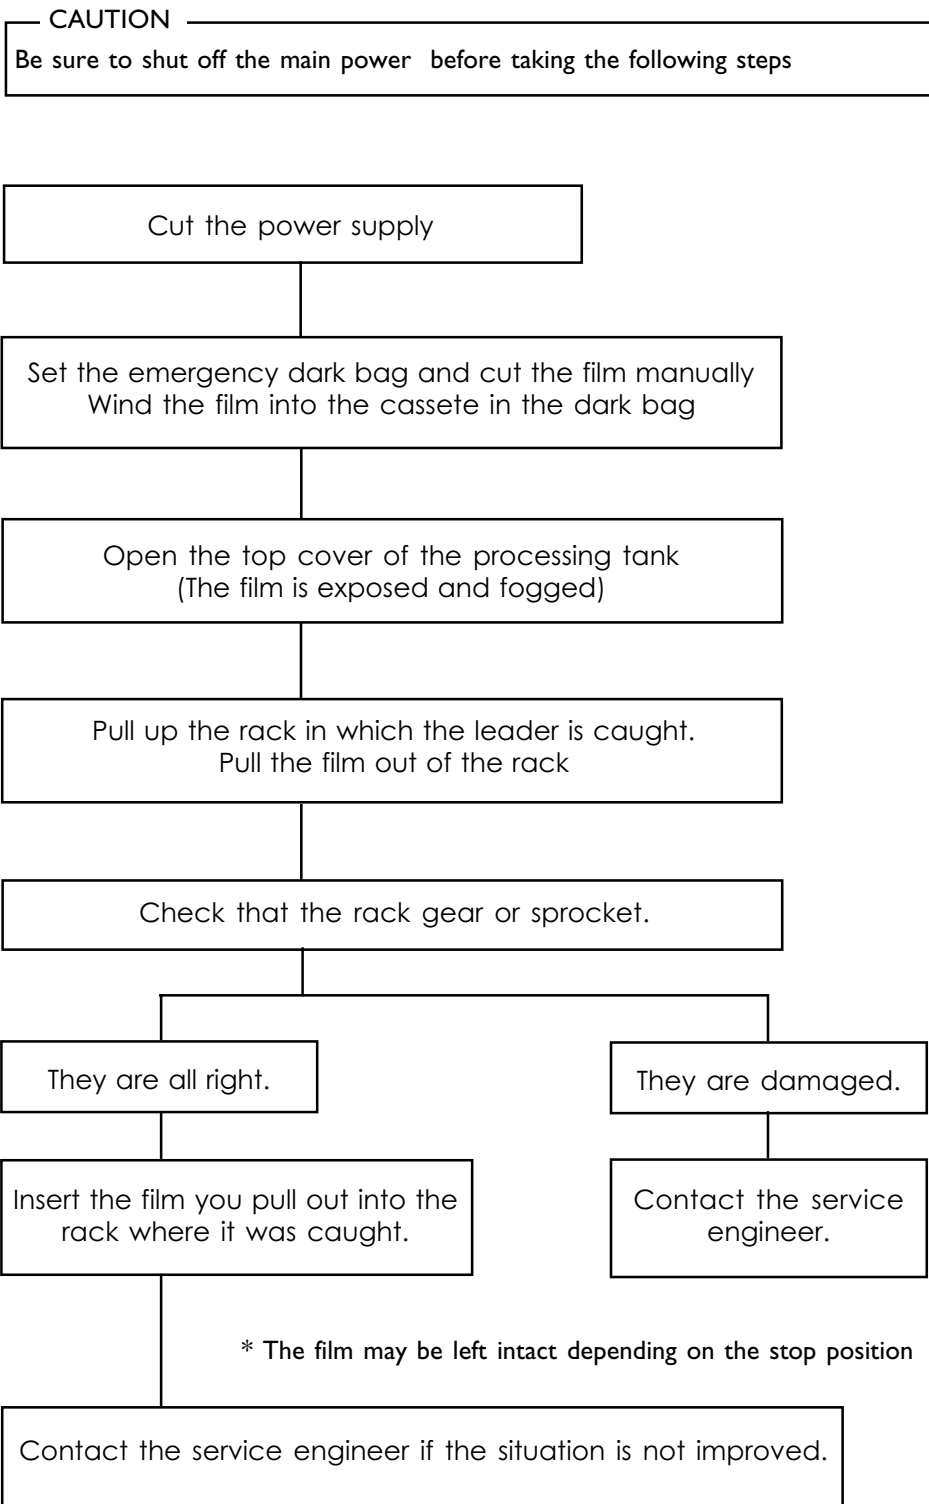 CAUTION
Be sure to shut off the main power before taking the following steps
Cut the power supply
Set the emergency dark bag and cut the film manually
Wind the film into the cassete in the dark bag
Open the top cover of the processing tank
(The film is exposed and fogged)
Pull up the rack in which the leader is caught.
Pull the film out of the rack
Check that the rack gear or sprocket.
They are all right.
They are damaged.
Insert the film you pull out into the
rack where it was caught.
Contact the service
engineer.
* The film may be left intact depending on the stop position
Contact the service engineer if the situation is not improved.